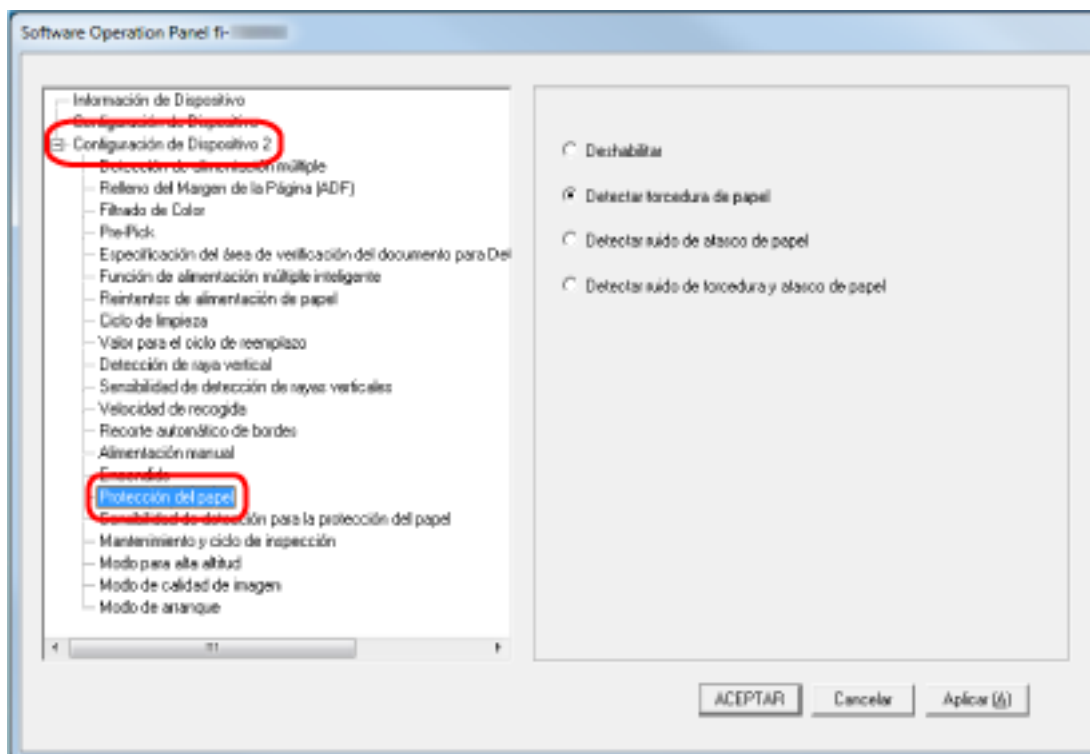 Software Operation Panel fi-
Información de Dispositivo
Configuración de Dispositivo
Configuración de Dispositivo 2
Detección de alimentación múltiple
Relleno del Margen de la Página (ADF)
Filtrado de Color
Pre-Pick
Especificación del área de verificación del documento para Det
Función de alimentación múltiple inteligente
Reintentos de alimentación de papel
Ciclo de limpieza
Valor para el ciclo de reemplazo
Detección de raya vertical
Sensibilidad de detección de rayas verticales
Velocidad de recogida
Recorte automático de bordes
Alimentación manual
Encendido
Protección del papel
Sensibilidad de detección para la protección del papel
Mantenimiento y ciclo de inspección
Modo para alta altitud
Modo de calidad de imagen
Modo de arranque
Deshabilitar
Detectar torcedura de papel
Detectar ruido de atasco de papel
Detectar ruido de torcedura y atasco de papel
ACEPTAR
Cancelar
Aplicar (A)